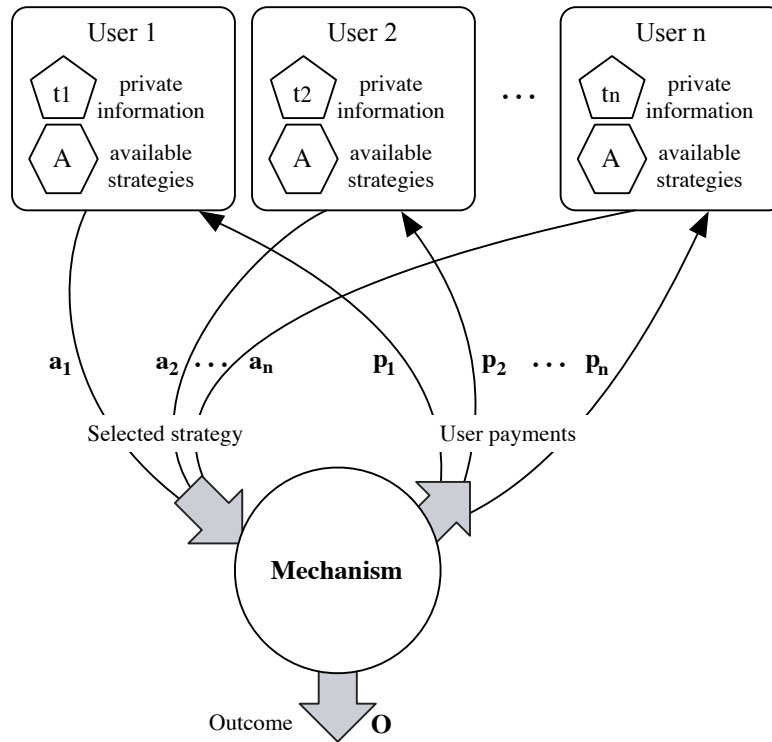 User 1
t1
private
information
A
available
strategies
User 2
t2
private
information
A
available
strategies
...
User n
tn
private
information
A
available
strategies
a1
a2 ... an
p1
p2 ... pn
Selected strategy
User payments
Mechanism
Outcome O